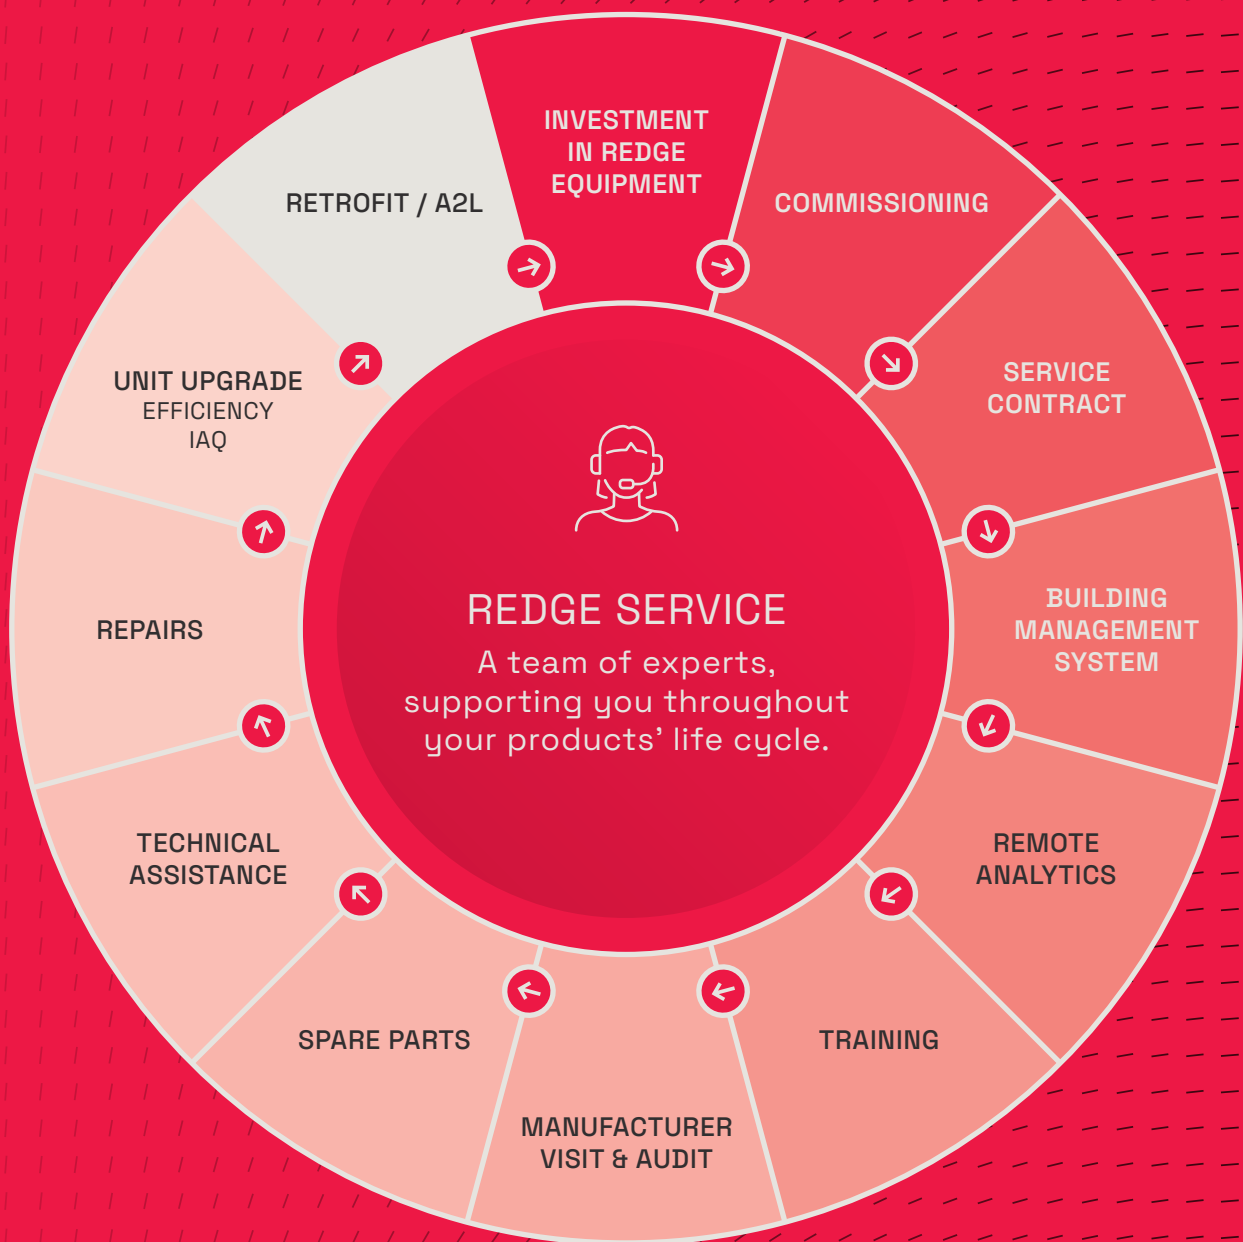 INVESTMENT
IN REDGE
EQUIPMENT
COMMISSIONING
SERVICE
CONTRACT
BUILDING
MANAGEMENT
SYSTEM
REMOTE
ANALYTICS
TRAINING
MANUFACTURER
VISIT & AUDIT
SPARE PARTS
TECHNICAL
ASSISTANCE
REPAIRS
UNIT UPGRADE
EFFICIENCY
IAQ
RETROFIT / A2L
REDGE SERVICE
A team of experts,
supporting you throughout
your products’ life cycle.